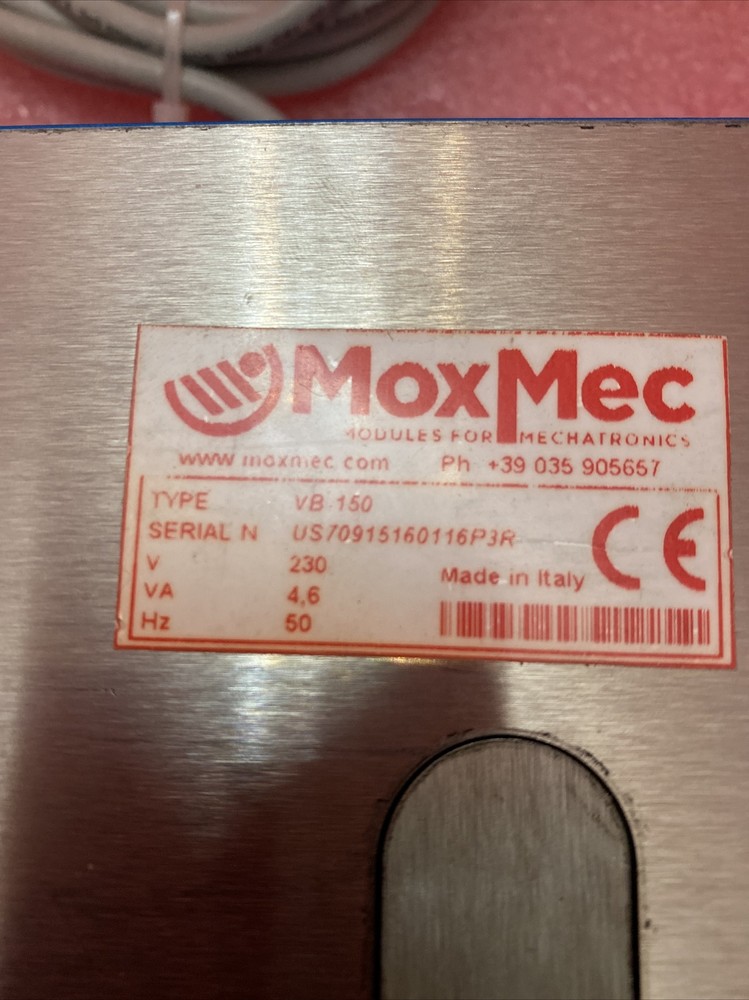 MoxMec
MODULES FOR MECHATRONICS
www moxmec com Ph +39 035 905657
TYPE VB 150
SERIAL N US70915160116P3R
V 230
VA 4,6
Hz 50
Made in Italy
CE